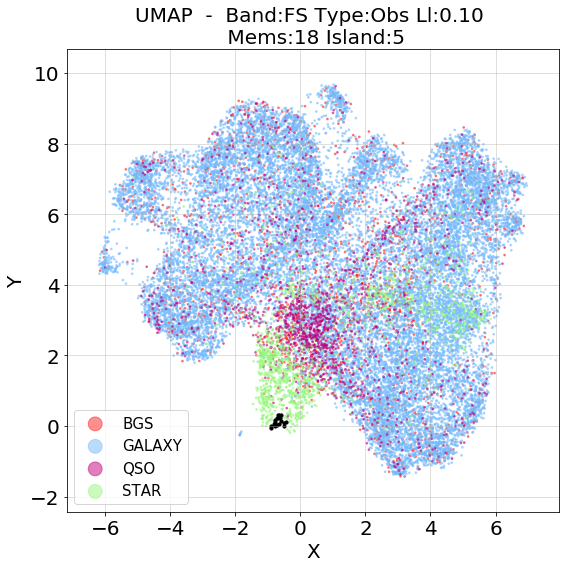 UMAP  -  Band:FS Type:Obs Ll:0.10
Mems:18 Island:5
10
8
6
4
2
0
−2
Y
BGS
GALAXY
QSO
STAR
−6 −4 −2 0 2 4 6
X